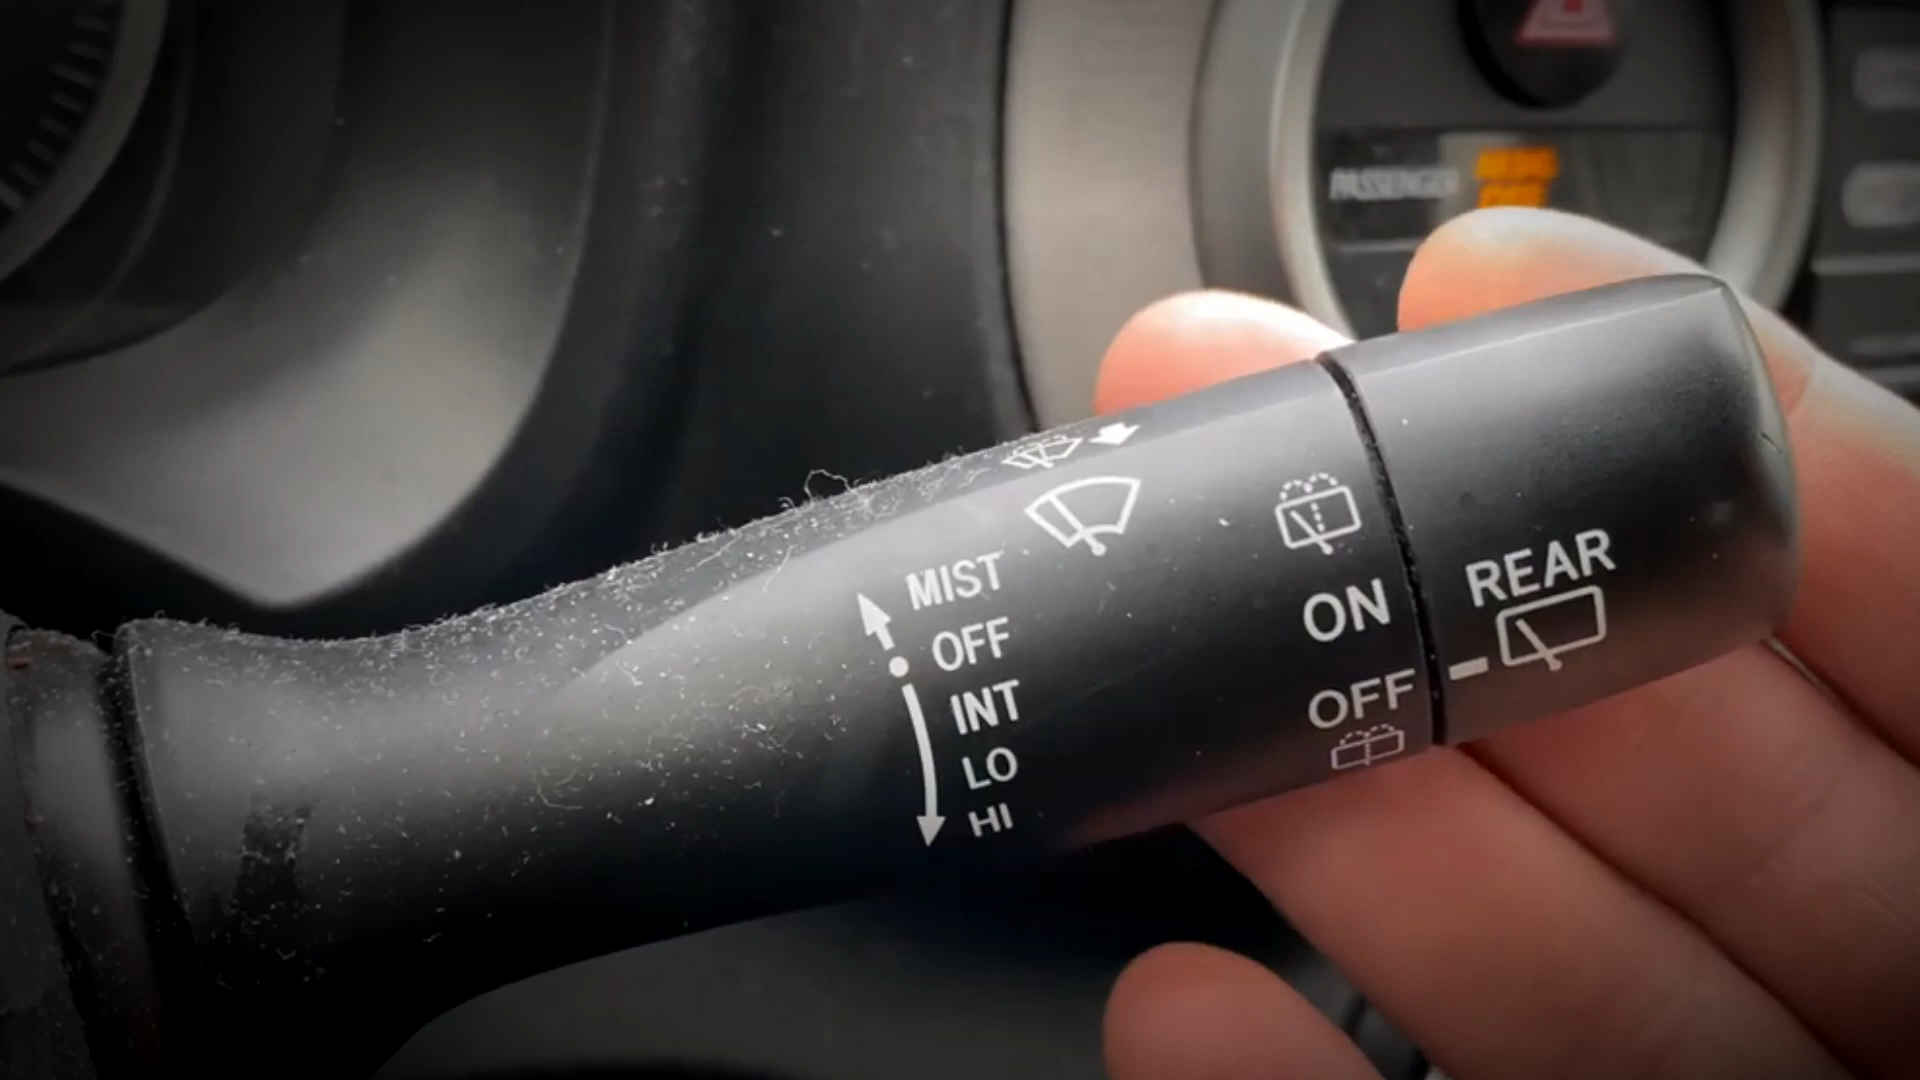 PASSENGER
MIST
OFF
INT
LO
HI
ON
OFF
REAR